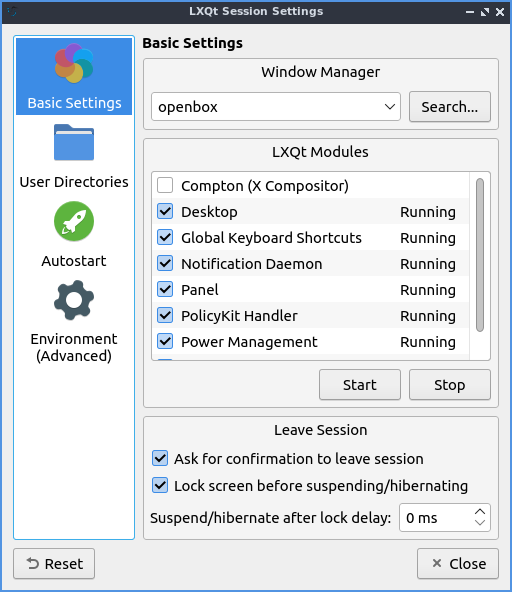 LXQt Session Settings
Basic Settings
User Directories
Autostart
Environment
(Advanced)
Basic Settings
Window Manager
openbox
Search...
LXQt Modules
Compton (X Compositor)
Desktop Running
Global Keyboard Shortcuts Running
Notification Daemon Running
Panel Running
PolicyKit Handler Running
Power Management Running
Start
Stop
Leave Session
Ask for confirmation to leave session
Lock screen before suspending/hibernating
Suspend/hibernate after lock delay: 0 ms
Reset
Close